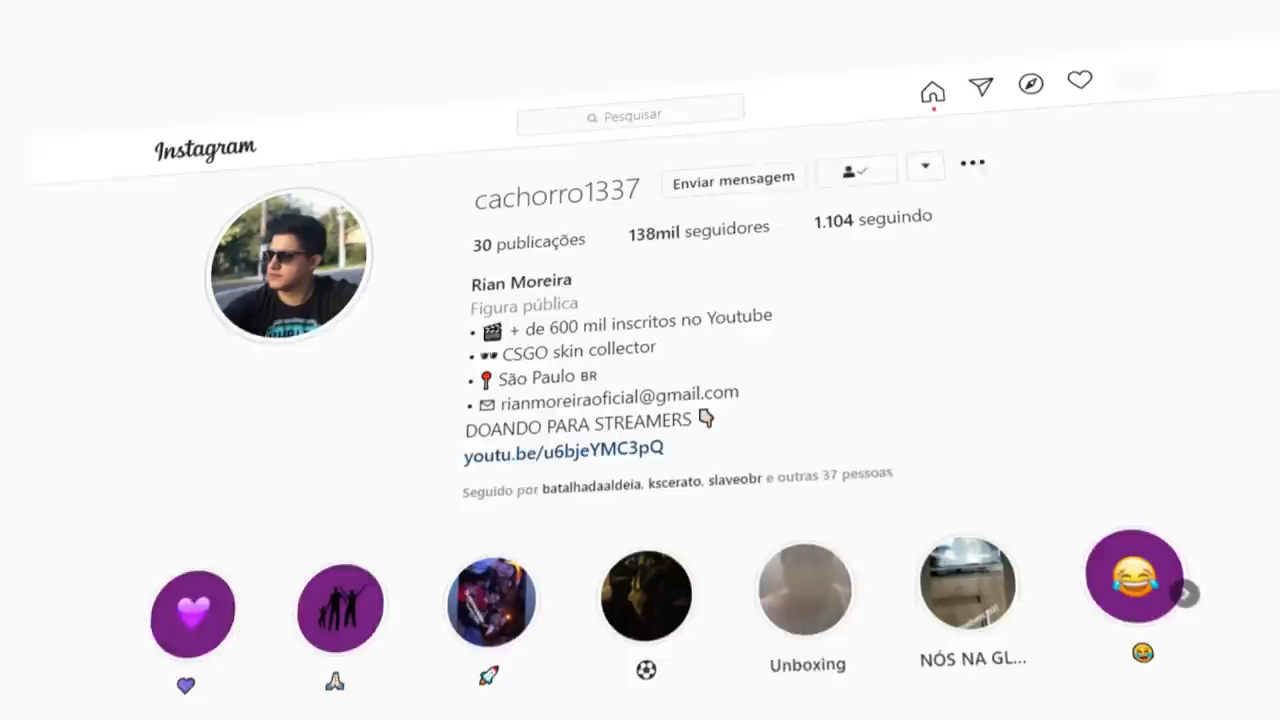 Instagram
Pesquisar
cachorro1337 Enviar mensagem
30 publicações 138mil seguidores 1.104 seguindo
Rian Moreira
Figura pública
• 🎬 + de 600 mil inscritos no Youtube
• 🕶 CSGO skin collector
• 📍 São Paulo BR
• ✉ rianmoreiraoficial@gmail.com
DOANDO PARA STREAMERS 👇
youtu.be/u6bjeYMC3pQ
Seguido por batalhadaaldeia, kscerato, slaveobr e outras 37 pessoas
💜 🙏 🚀 ⚽ Unboxing NÓS NA GL... 😂